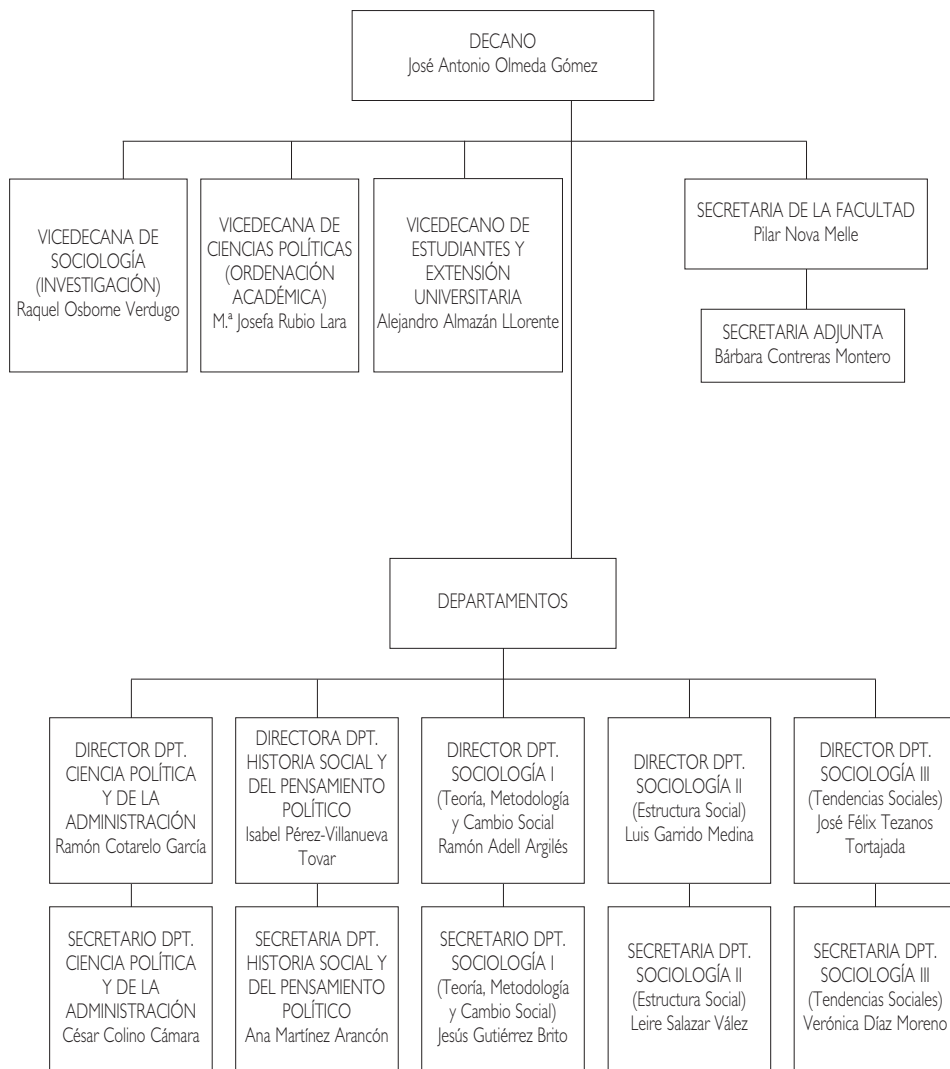 DECANO
José Antonio Olmeda Gómez
VICEDECANA DE
SOCIOLOGÍA
(INVESTIGACIÓN)
Raquel Osborne Verdugo
VICEDECANA DE
CIENCIAS POLÍTICAS
(ORDENACIÓN
ACADÉMICA)
M.ª Josefa Rubio Lara
VICEDECANO DE
ESTUDIANTES Y
EXTENSIÓN
UNIVERSITARIA
Alejandro Almazán LLorente
SECRETARIA DE LA FACULTAD
Pilar Nova Melle
SECRETARIA ADJUNTA
Bárbara Contreras Montero
DEPARTAMENTOS
DIRECTOR DPT.
CIENCIA POLÍTICA
Y DE LA
ADMINISTRACIÓN
Ramón Cotarelo García
DIRECTORA DPT.
HISTORIA SOCIAL Y
DEL PENSAMIENTO
POLÍTICO
Isabel Pérez-Villanueva
Tovar
DIRECTOR DPT.
SOCIOLOGÍA I
(Teoría, Metodología
y Cambio Social
Ramón Adell Argilés
DIRECTOR DPT.
SOCIOLOGÍA II
(Estructura Social)
Luis Garrido Medina
DIRECTOR DPT.
SOCIOLOGÍA III
(Tendencias Sociales)
José Félix Tezanos
Tortajada
SECRETARIO DPT.
CIENCIA POLÍTICA
Y DE LA
ADMINISTRACIÓN
César Colino Cámara
SECRETARIA DPT.
HISTORIA SOCIAL Y
DEL PENSAMIENTO
POLÍTICO
Ana Martínez Arancón
SECRETARIO DPT.
SOCIOLOGÍA I
(Teoría, Metodología
y Cambio Social)
Jesús Gutiérrez Brito
SECRETARIA DPT.
SOCIOLOGÍA II
(Estructura Social)
Leire Salazar Vález
SECRETARIA DPT.
SOCIOLOGÍA III
(Tendencias Sociales)
Verónica Díaz Moreno